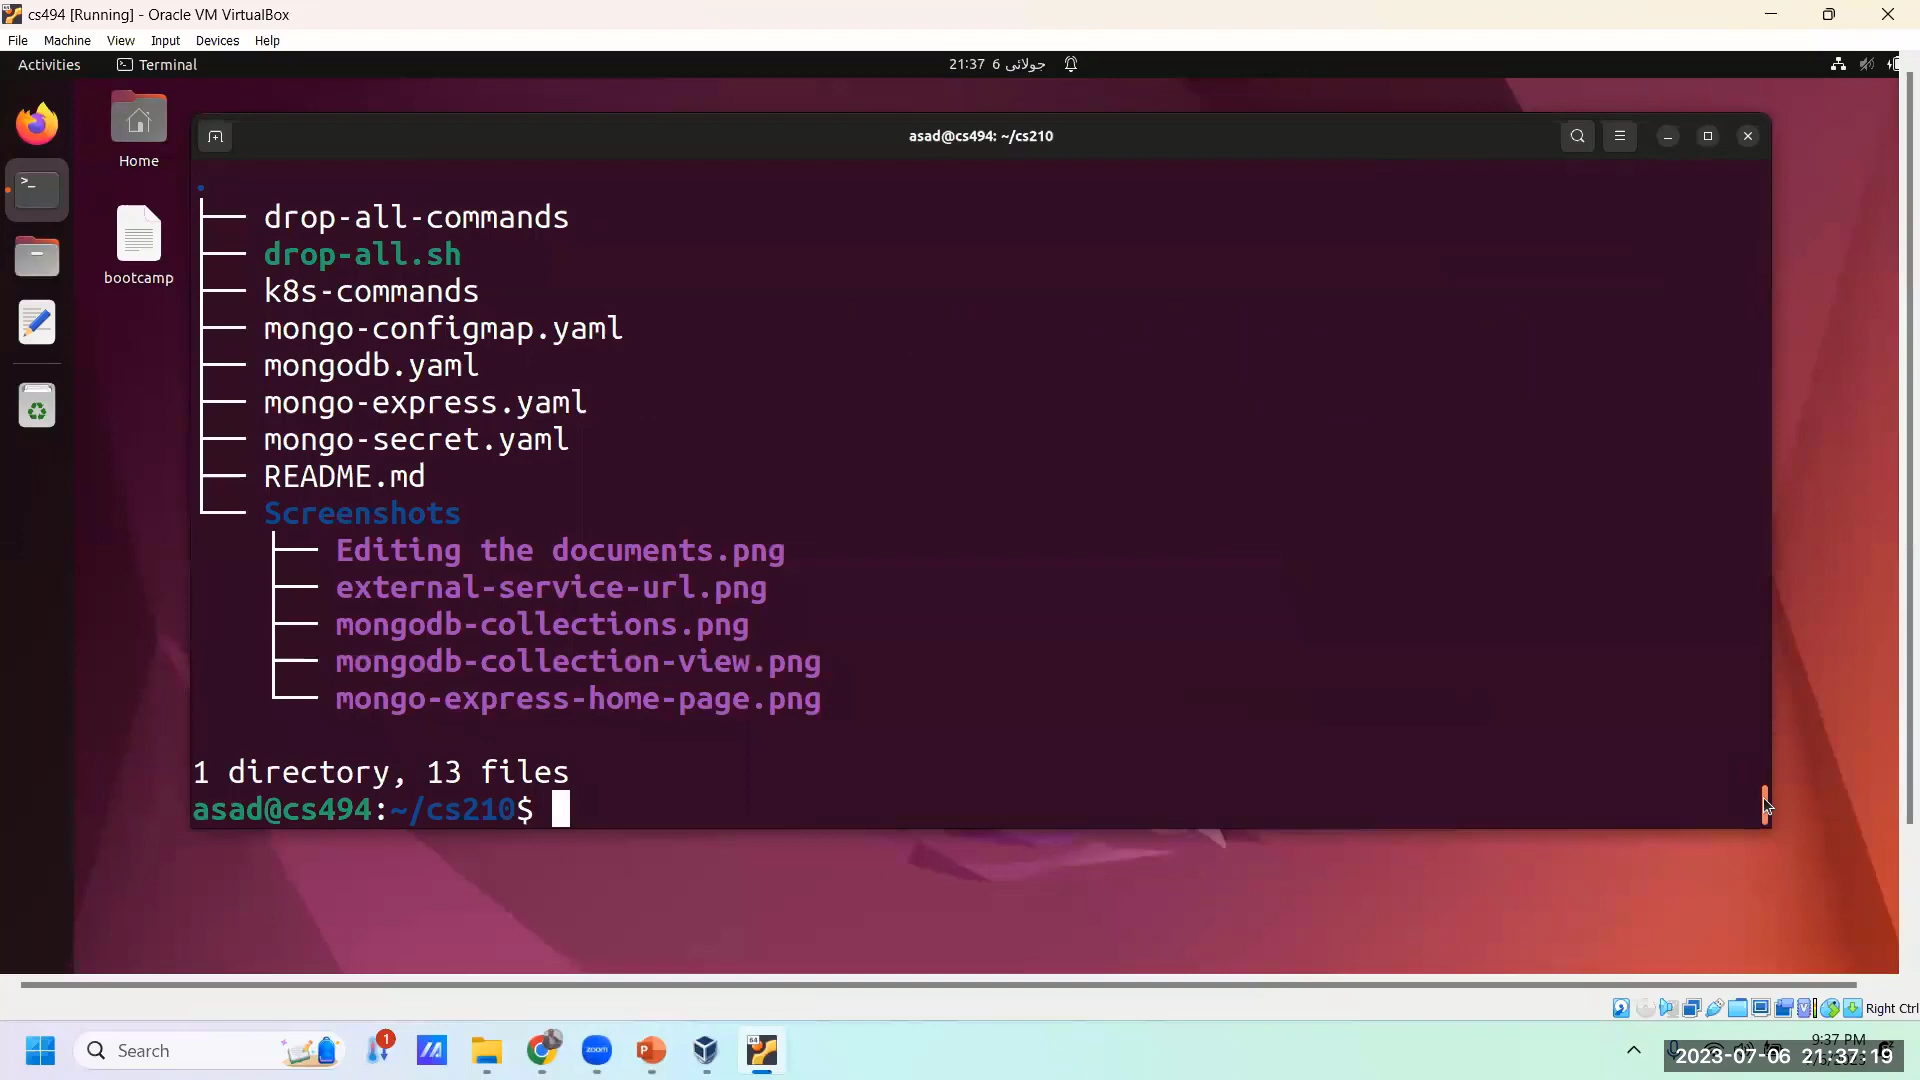 cs494 [Running] - Oracle VM VirtualBox
File Machine View Input Devices Help
Activities Terminal 21:37 6 جولائی
Home
bootcamp
asad@cs494: ~/cs210
.
drop-all-commands
drop-all.sh
k8s-commands
mongo-configmap.yaml
mongodb.yaml
mongo-express.yaml
mongo-secret.yaml
README.md
Screenshots
Editing the documents.png
external-service-url.png
mongodb-collections.png
mongodb-collection-view.png
mongo-express-home-page.png
1 directory, 13 files
asad@cs494:~/cs210$
Right Ctrl
Search
1
zoom
64
9:37 PM
2023-07-06 21:37:19